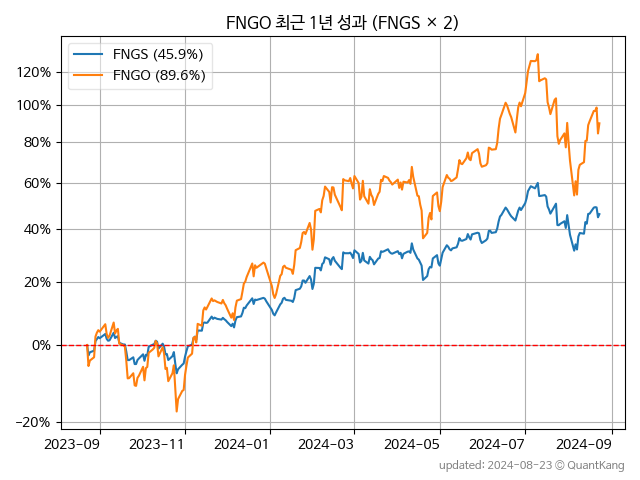 FNGO 최근 1년 성과 (FNGS × 2)
FNGS (45.9%)
FNGO (89.6%)
120%
100%
80%
60%
40%
20%
0%
−20%
2023-09 2023-11 2024-01 2024-03 2024-05 2024-07 2024-09
updated: 2024-08-23 © QuantKang